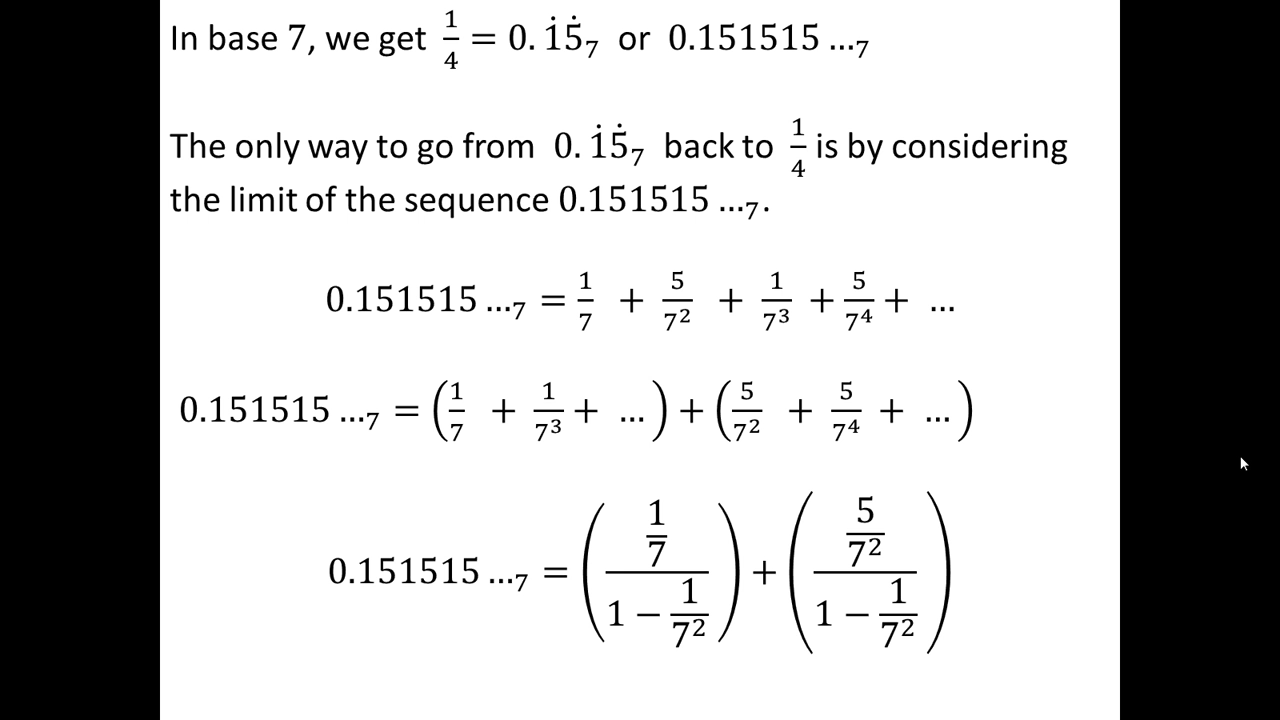 In base 7, we get 1/4 = 0.1̇5̇₇ or 0.151515 ...₇
The only way to go from 0.1̇5̇₇ back to 1/4 is by considering
the limit of the sequence 0.151515 ...₇.
0.151515 ...₇ = 1/7 + 5/7² + 1/7³ + 5/7⁴ + ...
0.151515 ...₇ = (1/7 + 1/7³ + ...) + (5/7² + 5/7⁴ + ...)
0.151515 ...₇ = ((1/7)/(1 − 1/7²)) + ((5/7²)/(1 − 1/7²))